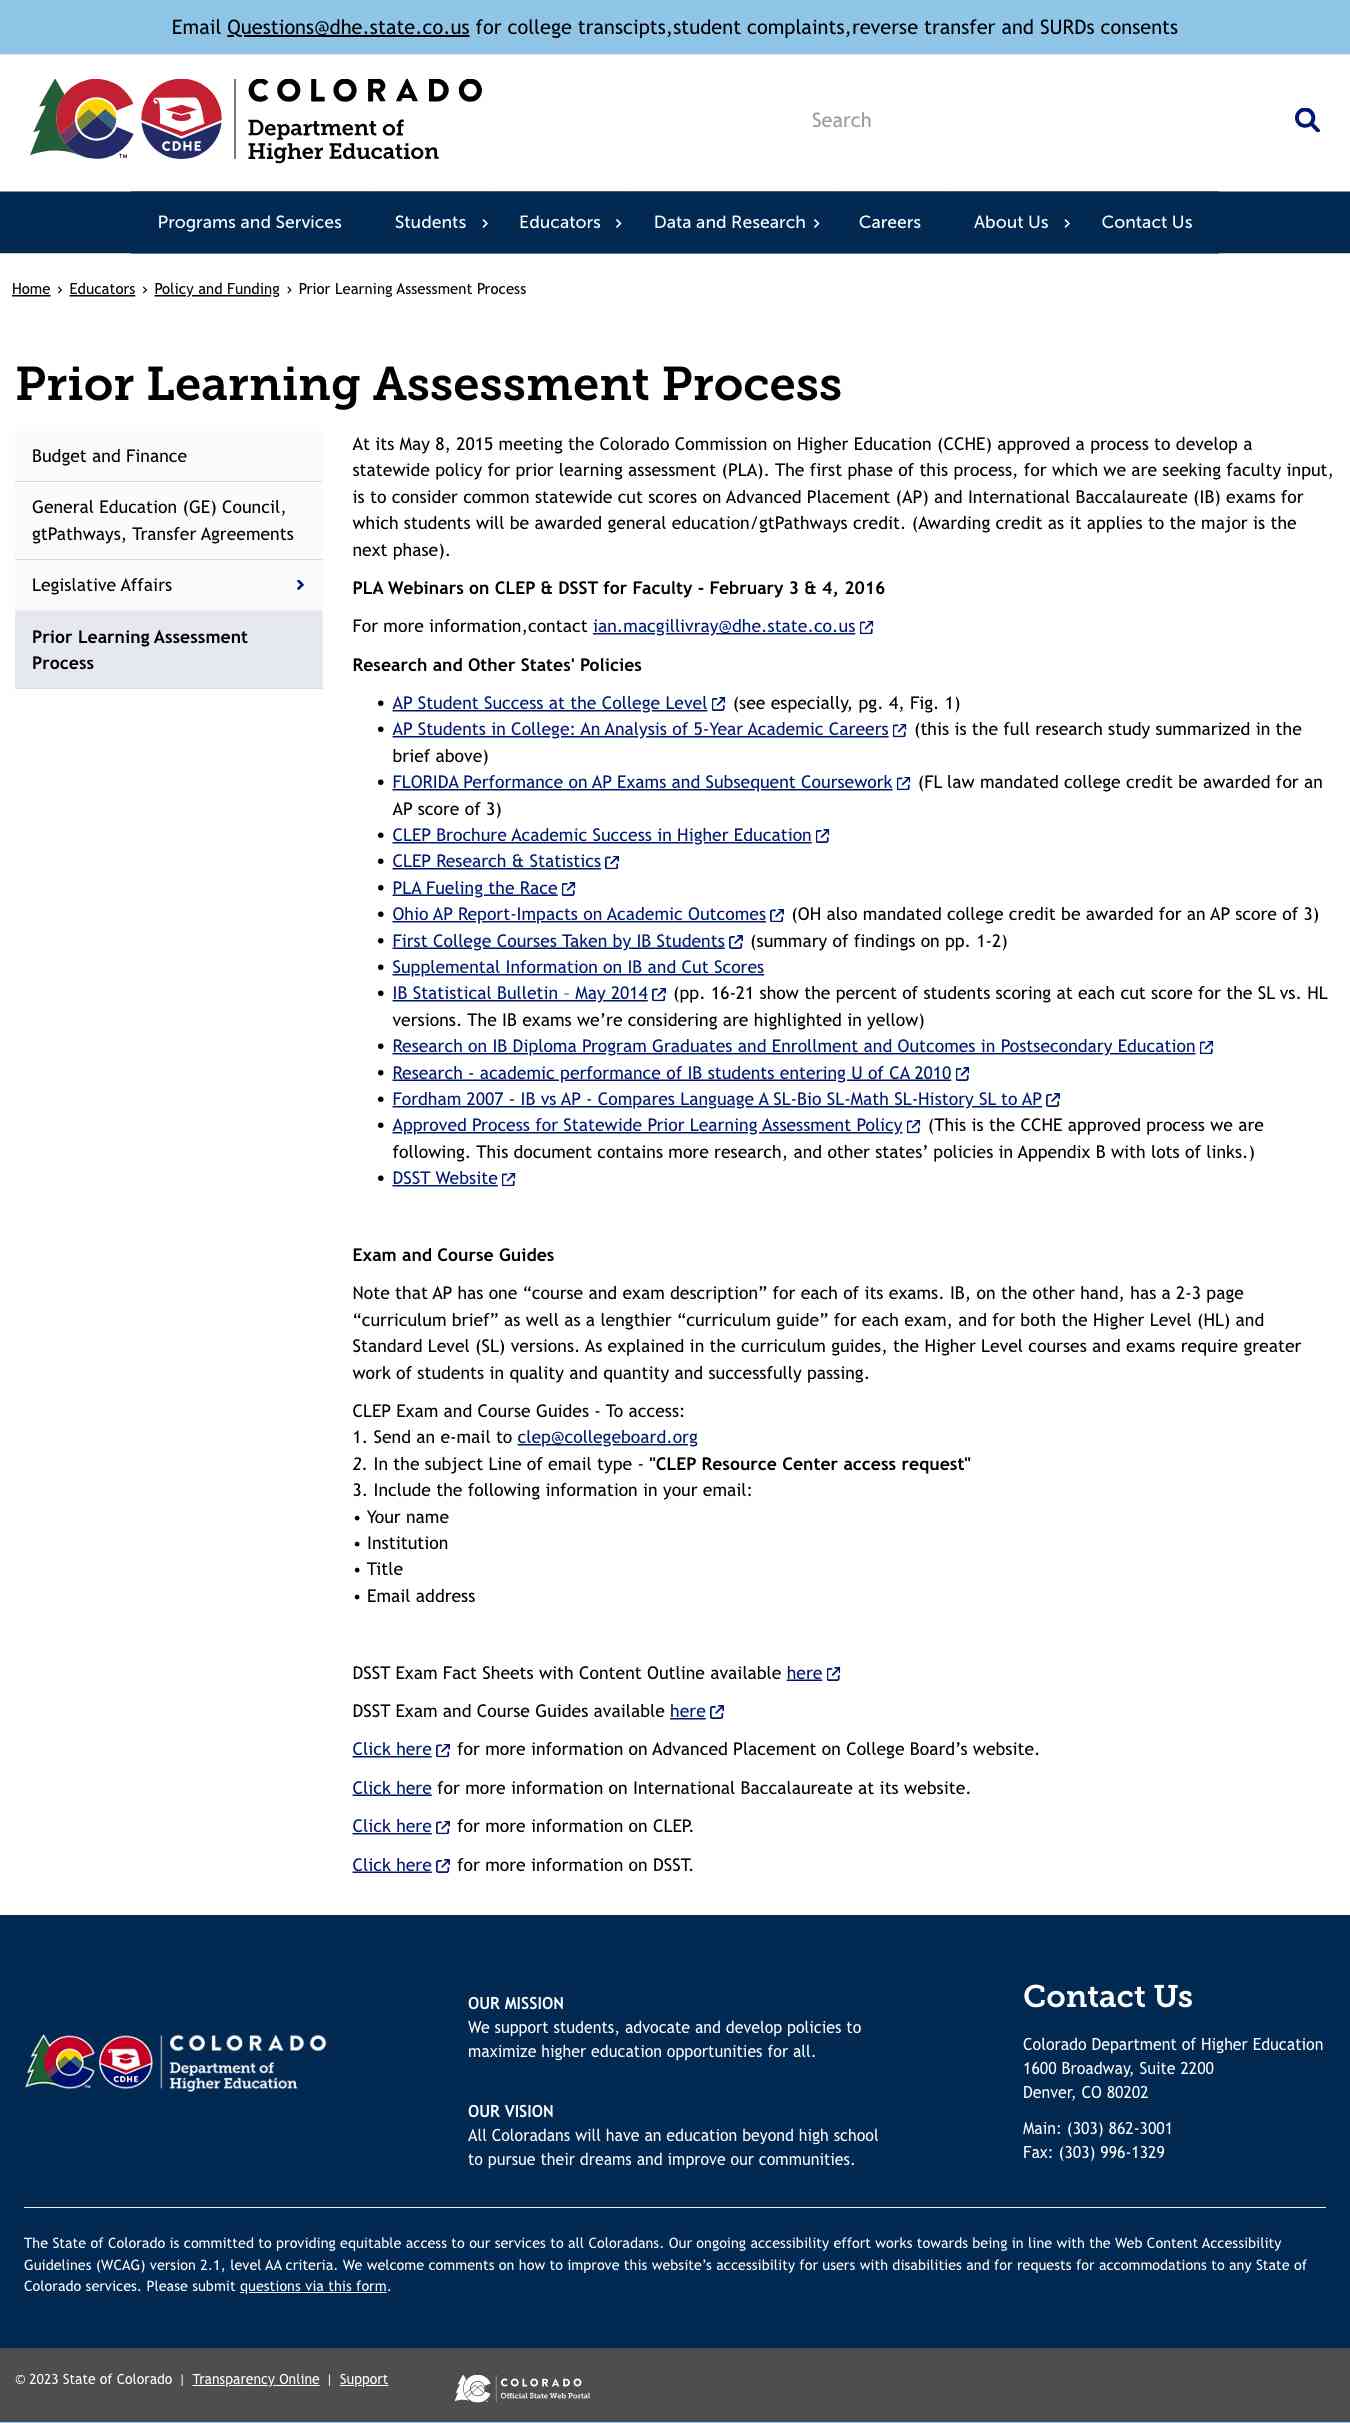 Email Questions@dhe.state.co.us for college transcipts,student complaints,reverse transfer and SURDs consents
COLORADO
Department of
Higher Education
CDHE
TM
Search
Programs and Services Students Educators Data and Research Careers About Us Contact Us
Home › Educators › Policy and Funding › Prior Learning Assessment Process
Prior Learning Assessment Process
Budget and Finance
General Education (GE) Council,
gtPathways, Transfer Agreements
Legislative Affairs
Prior Learning Assessment
Process
At its May 8, 2015 meeting the Colorado Commission on Higher Education (CCHE) approved a process to develop a
statewide policy for prior learning assessment (PLA). The first phase of this process, for which we are seeking faculty input,
is to consider common statewide cut scores on Advanced Placement (AP) and International Baccalaureate (IB) exams for
which students will be awarded general education/gtPathways credit. (Awarding credit as it applies to the major is the
next phase).
PLA Webinars on CLEP & DSST for Faculty - February 3 & 4, 2016
For more information,contact ian.macgillivray@dhe.state.co.us
Research and Other States' Policies
• AP Student Success at the College Level (see especially, pg. 4, Fig. 1)
• AP Students in College: An Analysis of 5-Year Academic Careers (this is the full research study summarized in the
brief above)
• FLORIDA Performance on AP Exams and Subsequent Coursework (FL law mandated college credit be awarded for an
AP score of 3)
• CLEP Brochure Academic Success in Higher Education
• CLEP Research & Statistics
• PLA Fueling the Race
• Ohio AP Report-Impacts on Academic Outcomes (OH also mandated college credit be awarded for an AP score of 3)
• First College Courses Taken by IB Students (summary of findings on pp. 1-2)
• Supplemental Information on IB and Cut Scores
• IB Statistical Bulletin – May 2014 (pp. 16-21 show the percent of students scoring at each cut score for the SL vs. HL
versions. The IB exams we’re considering are highlighted in yellow)
• Research on IB Diploma Program Graduates and Enrollment and Outcomes in Postsecondary Education
• Research - academic performance of IB students entering U of CA 2010
• Fordham 2007 - IB vs AP - Compares Language A SL-Bio SL-Math SL-History SL to AP
• Approved Process for Statewide Prior Learning Assessment Policy (This is the CCHE approved process we are
following. This document contains more research, and other states’ policies in Appendix B with lots of links.)
• DSST Website
Exam and Course Guides
Note that AP has one “course and exam description” for each of its exams. IB, on the other hand, has a 2-3 page
“curriculum brief” as well as a lengthier “curriculum guide” for each exam, and for both the Higher Level (HL) and
Standard Level (SL) versions. As explained in the curriculum guides, the Higher Level courses and exams require greater
work of students in quality and quantity and successfully passing.
CLEP Exam and Course Guides - To access:
1. Send an e-mail to clep@collegeboard.org
2. In the subject Line of email type - "CLEP Resource Center access request"
3. Include the following information in your email:
• Your name
• Institution
• Title
• Email address
DSST Exam Fact Sheets with Content Outline available here
DSST Exam and Course Guides available here
Click here for more information on Advanced Placement on College Board’s website.
Click here for more information on International Baccalaureate at its website.
Click here for more information on CLEP.
Click here for more information on DSST.
COLORADO
Department of
Higher Education
CDHE
OUR MISSION
We support students, advocate and develop policies to
maximize higher education opportunities for all.
OUR VISION
All Coloradans will have an education beyond high school
to pursue their dreams and improve our communities.
Contact Us
Colorado Department of Higher Education
1600 Broadway, Suite 2200
Denver, CO 80202
Main: (303) 862-3001
Fax: (303) 996-1329
The State of Colorado is committed to providing equitable access to our services to all Coloradans. Our ongoing accessibility effort works towards being in line with the Web Content Accessibility
Guidelines (WCAG) version 2.1, level AA criteria. We welcome comments on how to improve this website’s accessibility for users with disabilities and for requests for accommodations to any State of
Colorado services. Please submit questions via this form.
© 2023 State of Colorado | Transparency Online | Support
COLORADO
Official State Web Portal